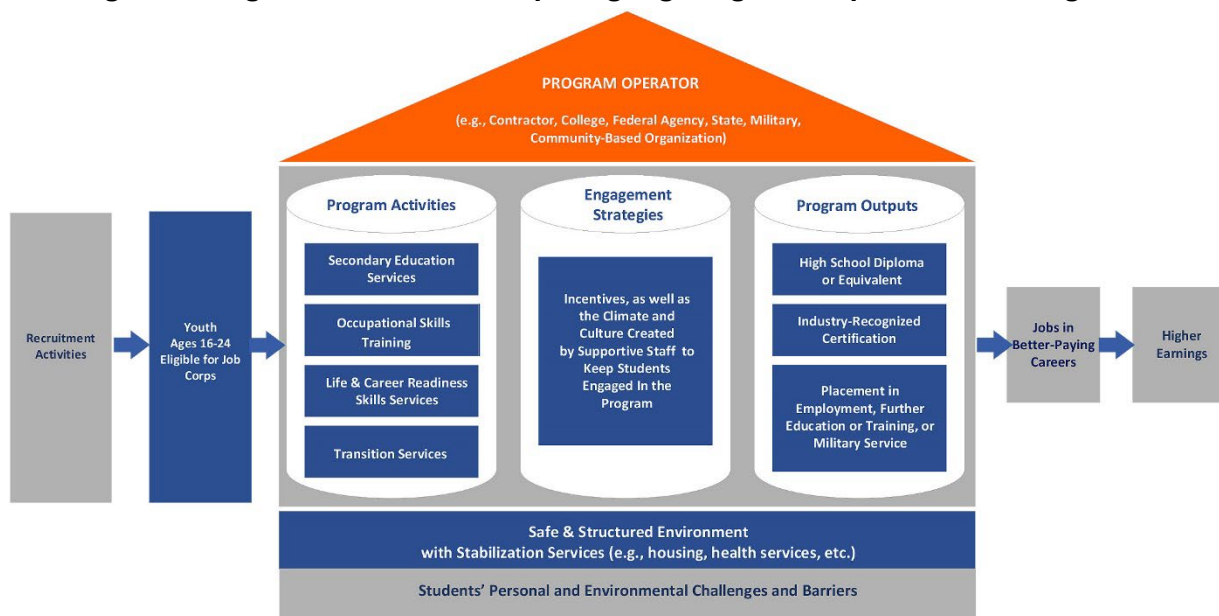 PROGRAM OPERATOR
(e.g., Contractor, College, Federal Agency, State, Military,
Community-Based Organization)
Recruitment
Activities
Youth
Ages 16-24
Eligible for Job
Corps
Program Activities
Secondary Education
Services
Occupational Skills
Training
Life & Career Readiness
Skills Services
Transition Services
Engagement
Strategies
Incentives, as well as
the Climate and
Culture Created
by Supportive Staff to
Keep Students
Engaged In the
Program
Program Outputs
High School Diploma
or Equivalent
Industry-Recognized
Certification
Placement in
Employment, Further
Education or Training, or
Military Service
Jobs in
Better-Paying
Careers
Higher
Earnings
Safe & Structured Environment
with Stabilization Services (e.g., housing, health services, etc.)
Students' Personal and Environmental Challenges and Barriers